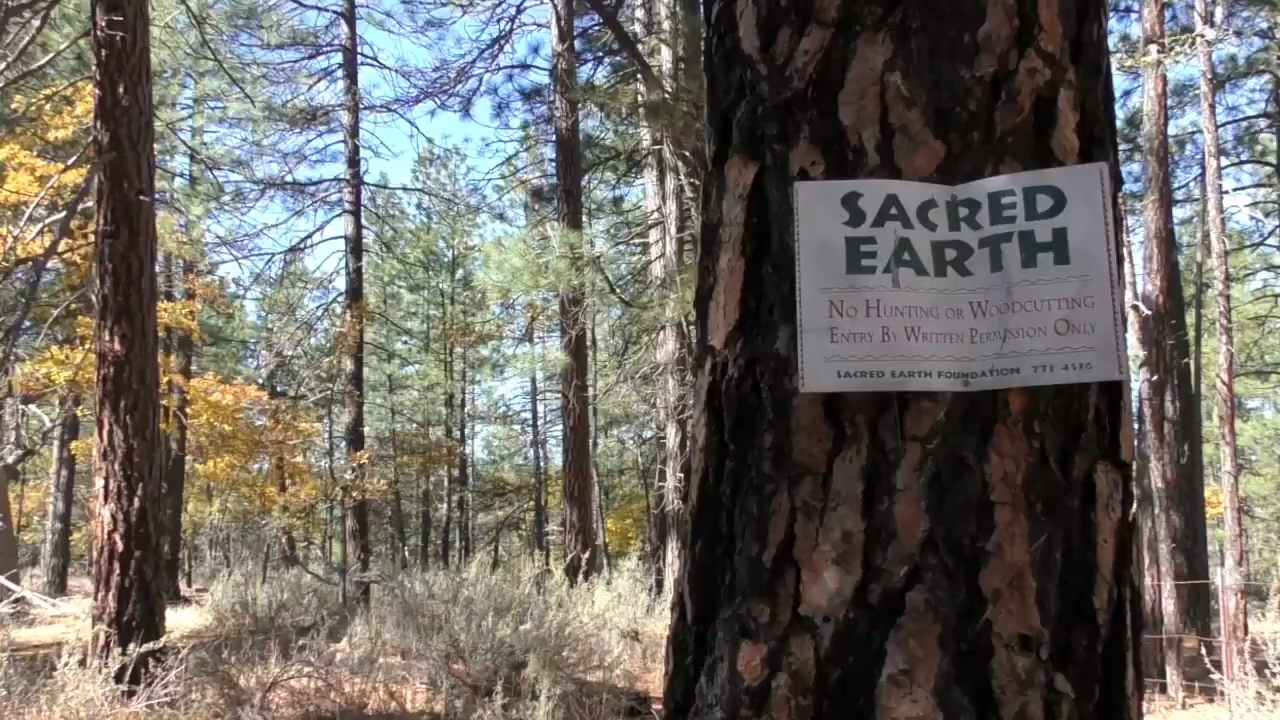 SACRED
EARTH
NO HUNTING OR WOODCUTTING
ENTRY BY WRITTEN PERMISSION ONLY
SACRED EARTH FOUNDATION